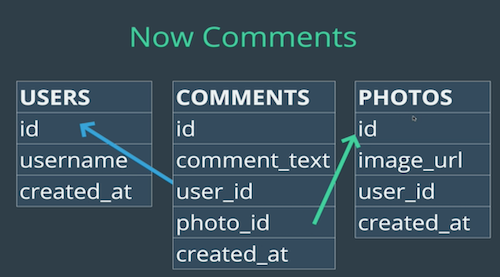 Now Comments
USERS
id
username
created_at
COMMENTS
id
comment_text
user_id
photo_id
created_at
PHOTOS
id
image_url
user_id
created_at